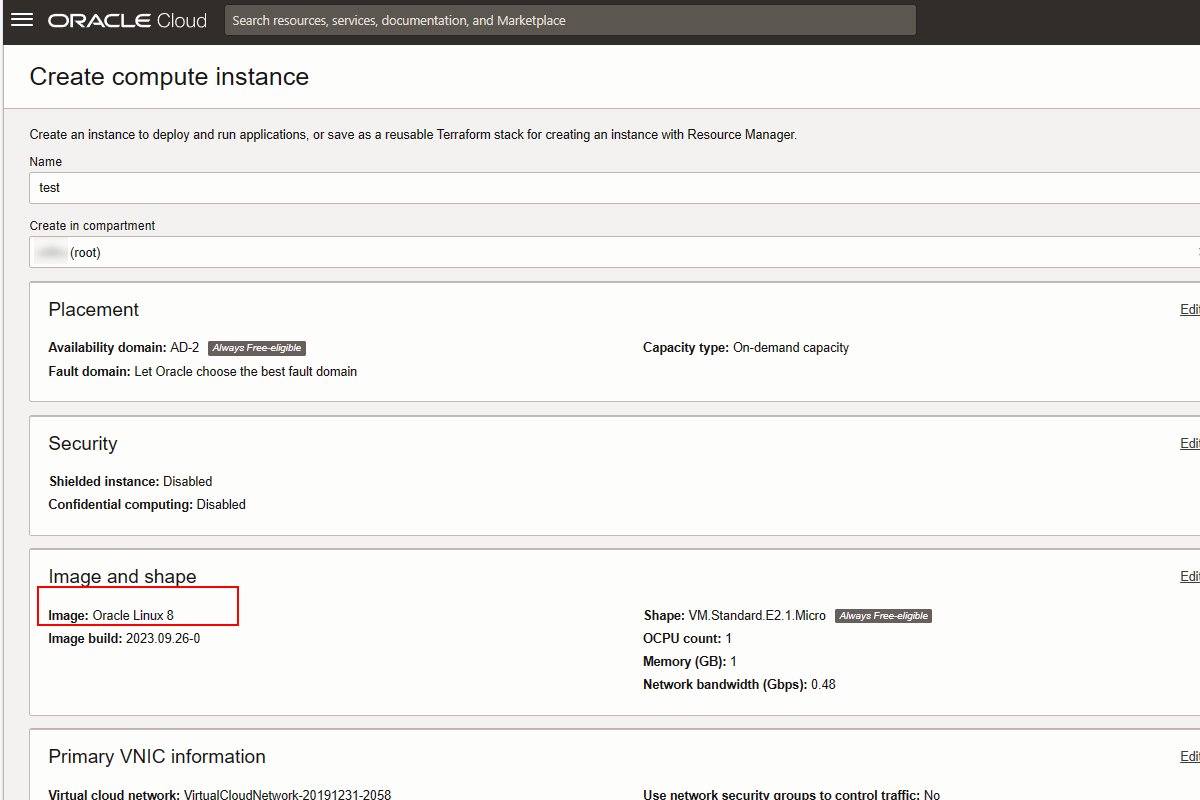 ORACLE Cloud
Search resources, services, documentation, and Marketplace
Create compute instance
Create an instance to deploy and run applications, or save as a reusable Terraform stack for creating an instance with Resource Manager.
Name
test
Create in compartment
(root)
Placement
Edit
Availability domain: AD-2 Always Free-eligible
Capacity type: On-demand capacity
Fault domain: Let Oracle choose the best fault domain
Security
Edit
Shielded instance: Disabled
Confidential computing: Disabled
Image and shape
Edit
Image: Oracle Linux 8
Image build: 2023.09.26-0
Shape: VM.Standard.E2.1.Micro Always Free-eligible
OCPU count: 1
Memory (GB): 1
Network bandwidth (Gbps): 0.48
Primary VNIC information
Edit
Virtual cloud network: VirtualCloudNetwork-20191231-2058
Use network security groups to control traffic: No